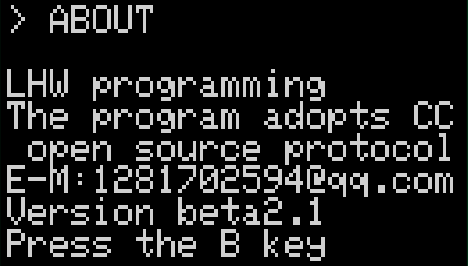 > ABOUT
LHW programming
The program adopts CC
open source protocol
E-M:1281702594@qq.com
Version beta2.1
Press the B key